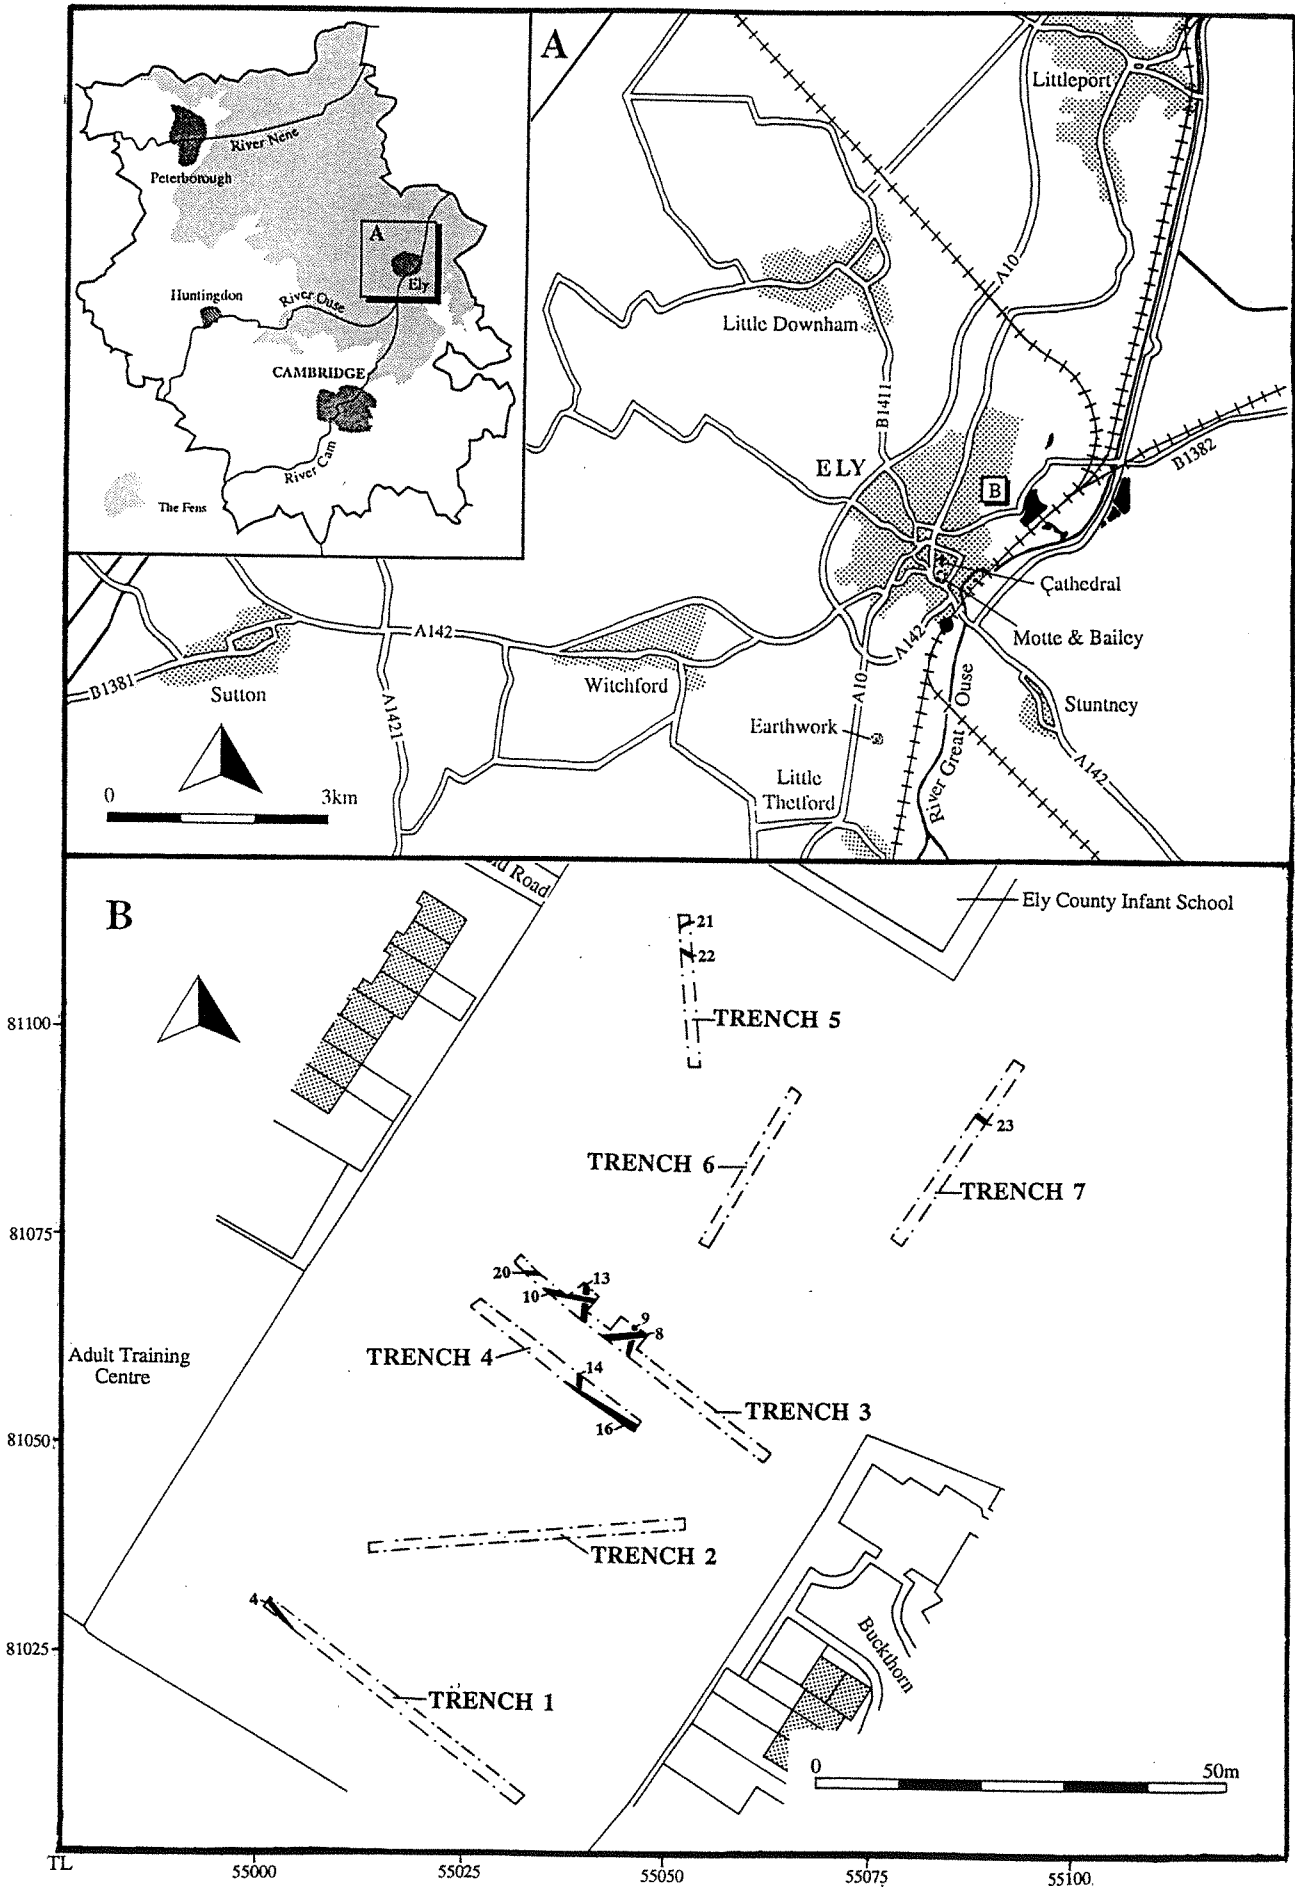 A
River Nene
Peterborough
A
Ely
Huntingdon
River Ouse
CAMBRIDGE
River Cam
The Fens
Littleport
A10
Little Downham
B1411
ELY
B
B1382
Cathedral
Motte & Bailey
A142
A142
B1381
Sutton
A1421
Witchford
A10
Earthwork
Little
Thetford
River Great Ouse
Stuntney
A142
0
3km
B
Road
Ely County Infant School
21
22
81100
TRENCH 5
23
TRENCH 6
TRENCH 7
81075
20
13
10
9
8
Adult Training
Centre
TRENCH 4
14
TRENCH 3
16
81050
TRENCH 2
4
Buckthorn
81025
TRENCH 1
0
50m
TL
55000
55025
55050
55075
55100